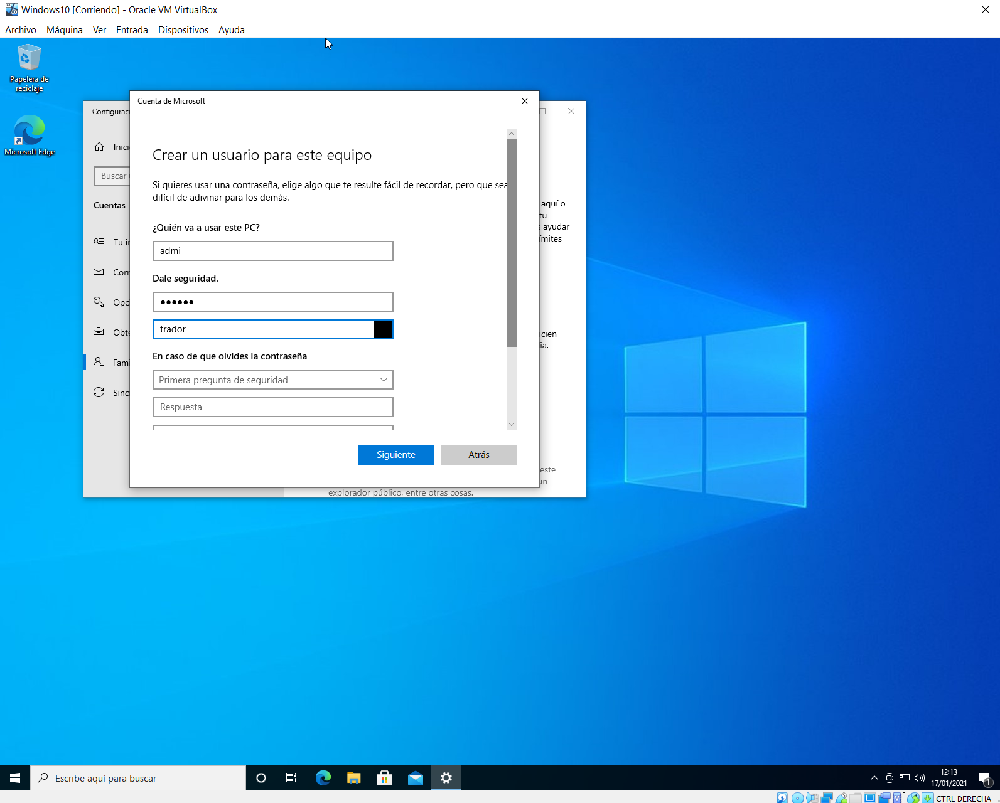 Windows10 [Corriendo] - Oracle VM VirtualBox
Archivo Máquina Ver Entrada Dispositivos Ayuda
Papelera de
reciclaje
Microsoft Edge
Cuenta de Microsoft
Crear un usuario para este equipo
Si quieres usar una contraseña, elige algo que te resulte fácil de recordar, pero que sea
difícil de adivinar para los demás.
¿Quién va a usar este PC?
admi
Dale seguridad.
••••••
trador
En caso de que olvides la contraseña
Primera pregunta de seguridad
Respuesta
Siguiente Atrás
Configuraci
Inici
Buscar
Cuentas
Tu in
Corr
Opc
Obte
Fami
Sinc
aquí o
tu
ayudar
ímites
icien
ia.
este
un
explorador público, entre otras cosas.
Escribe aquí para buscar
12:13
17/01/2021
1
CTRL DERECHA